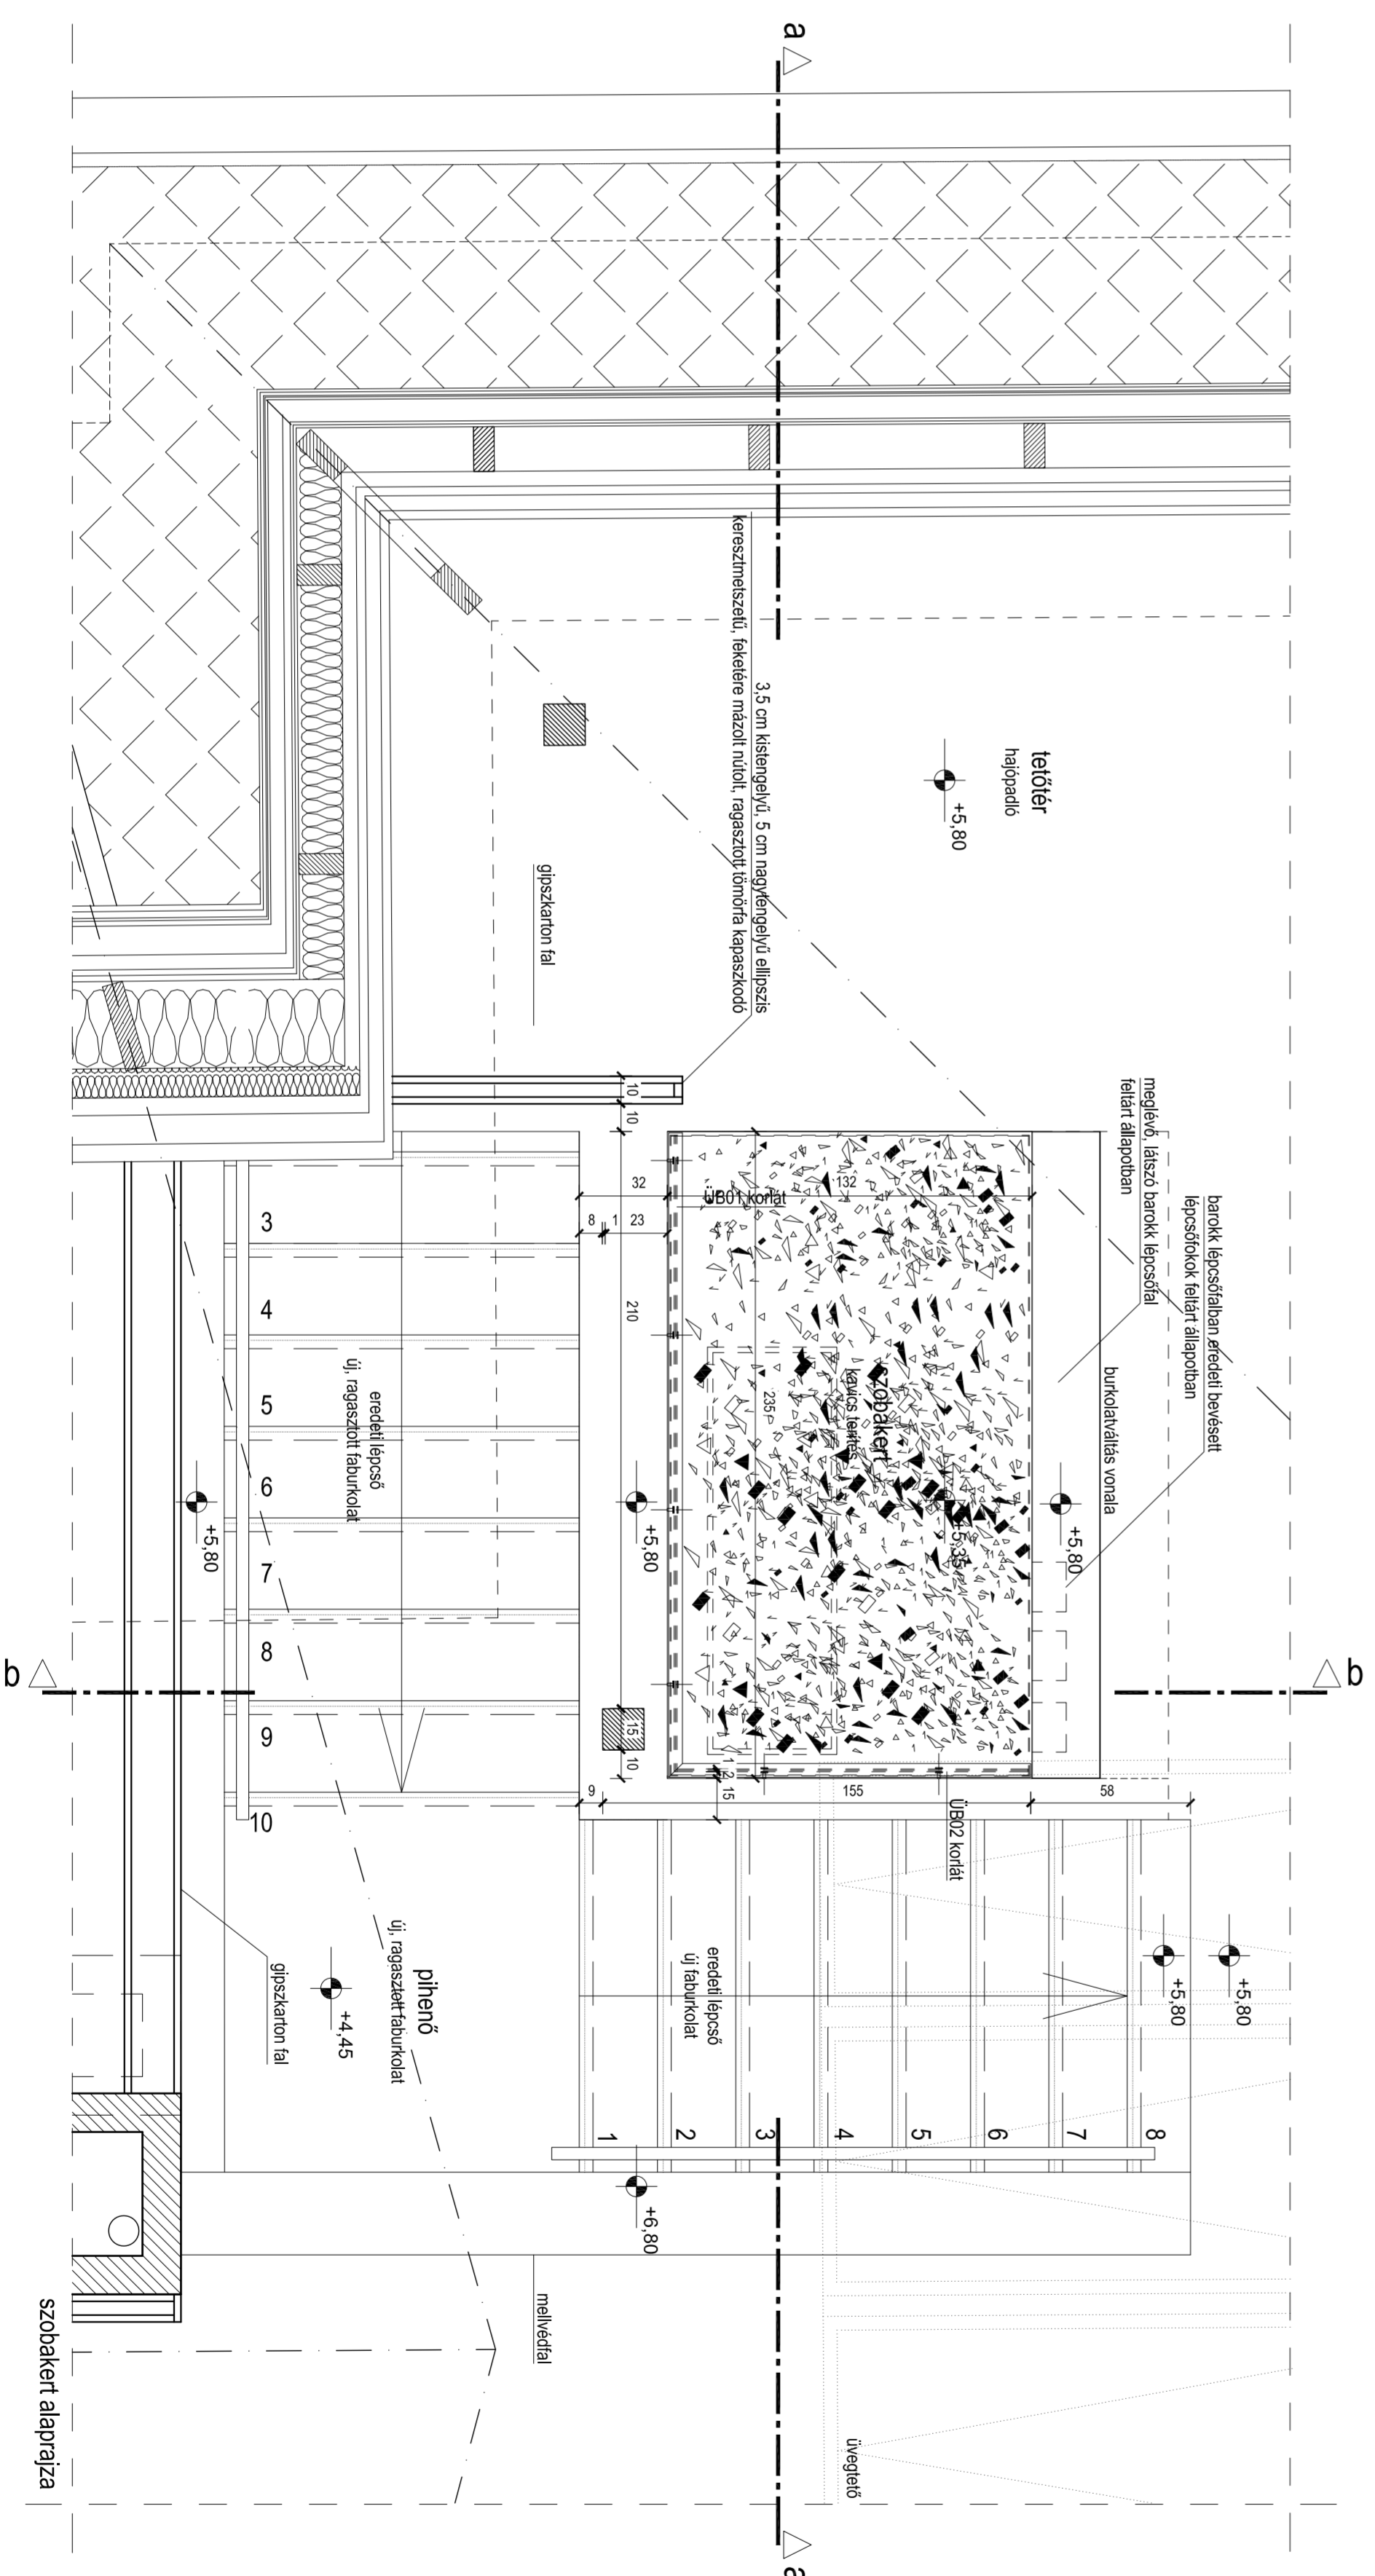 a
tetőtér
hajópadló
+5,80
3,5 cm kistengelyű, 5 cm nagytengelyű ellipszis
keresztmetszetű, feketére mázolt nútolt, ragasztott tömörfa kapaszkodó
gipszkarton fal
meglévő, látszó barokk lépcsőfal
feltárt állapotban
barokk lépcsőfalban eredeti bevésett
lépcsőfokok feltárt állapotban
burkolatváltás vonala
10
10
32
132
ÜB01 korlát
8
1
23
210
235
szobakert
kavics terítés
+5,35
+5,80
+5,80
+5,80
3
4
5
6
7
8
9
10
eredeti lépcső
új, ragasztott faburkolat
b
b
15
10
1
2
15
9
155
58
ÜB02 korlát
pihenő
új, ragasztott faburkolat
+4,45
gipszkarton fal
eredeti lépcső
új faburkolat
+5,80
+5,80
1
2
3
4
5
6
7
8
+6,80
mellvédfal
üvegtető
szobakert alaprajza
a